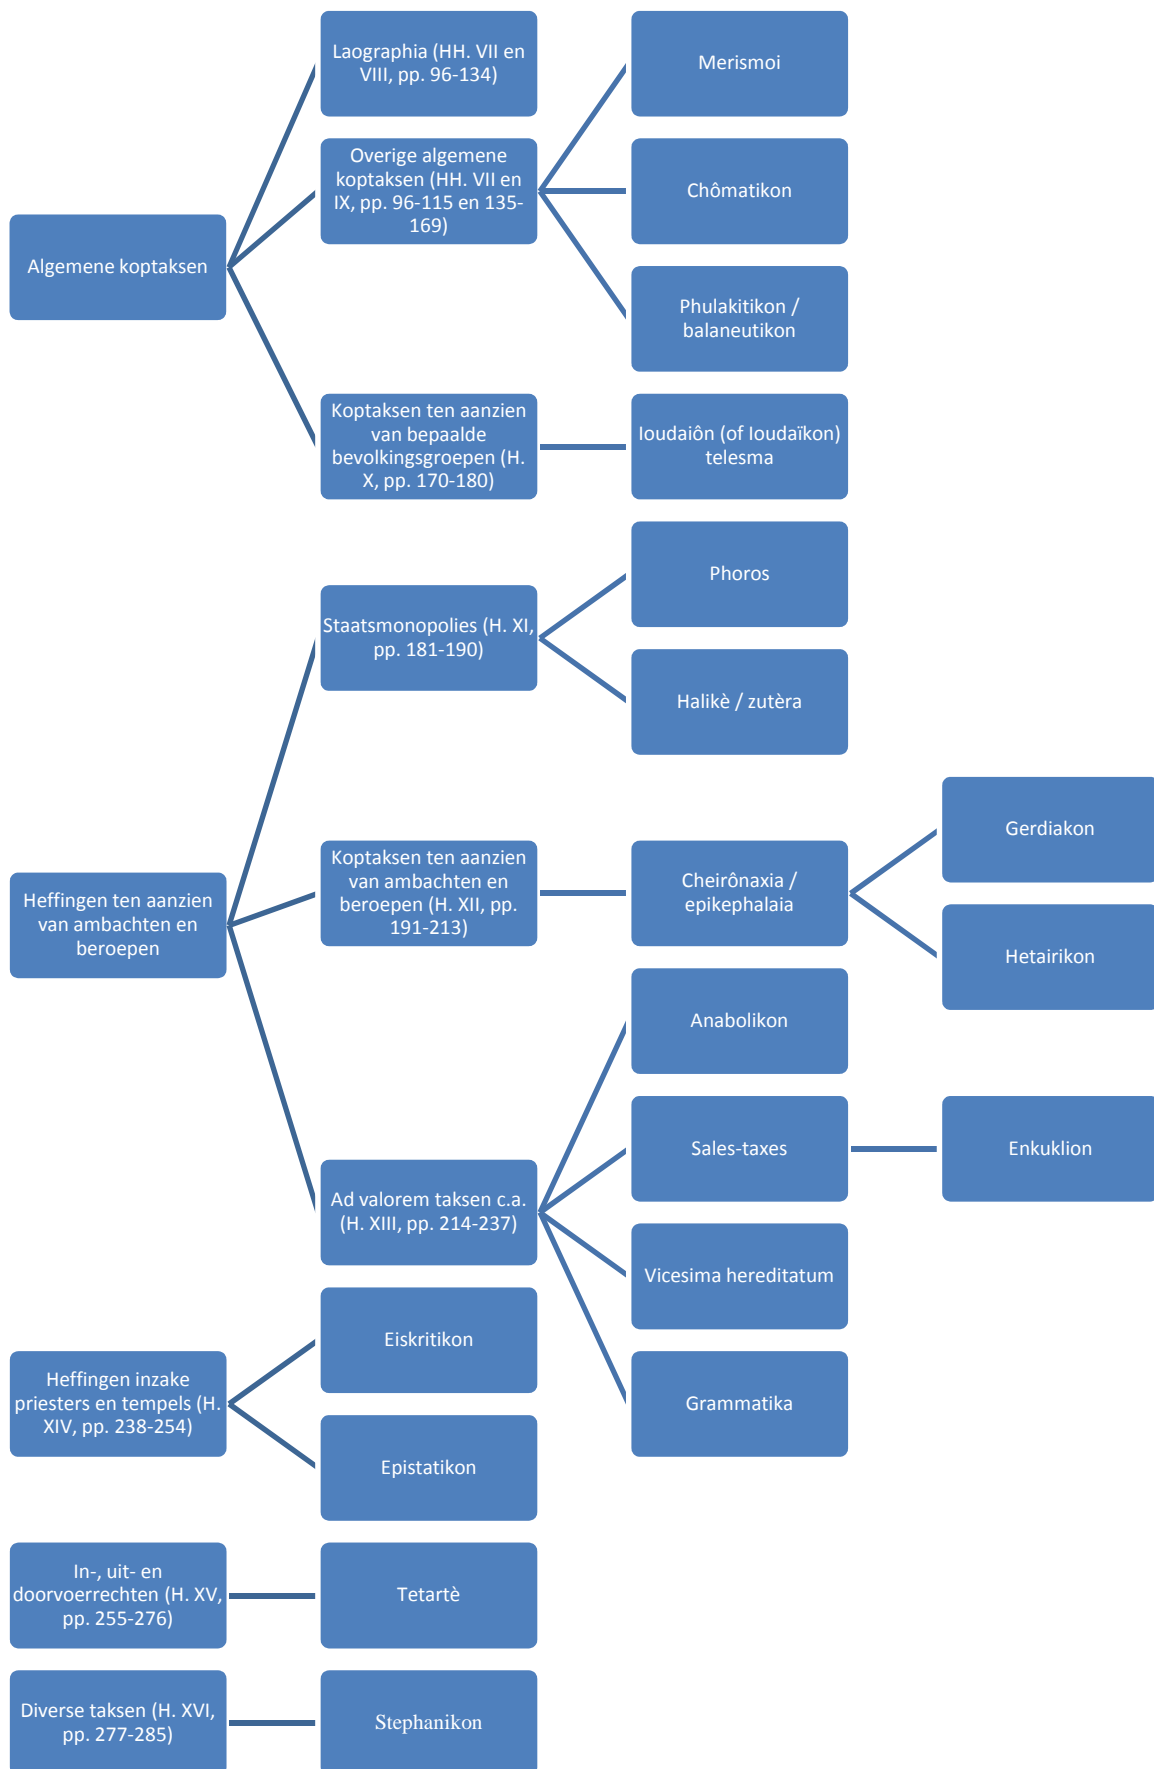 Laographia (HH. VII en
VIII, pp. 96-134)
Merismoi
Overige algemene
koptaksen (HH. VII en
IX, pp. 96-115 en 135-
169)
Chômatikon
Algemene koptaksen
Phulakitikon /
balaneutikon
Koptaksen ten aanzien
van bepaalde
bevolkingsgroepen (H.
X, pp. 170-180)
Ioudaiôn (of Ioudaïkon)
telesma
Phoros
Staatsmonopolies (H. XI,
pp. 181-190)
Halikè / zutèra
Gerdiakon
Heffingen ten aanzien
van ambachten en
beroepen
Koptaksen ten aanzien
van ambachten en
beroepen (H. XII, pp.
191-213)
Cheirônaxia /
epikephalaia
Hetairikon
Anabolikon
Sales-taxes
Enkuklion
Ad valorem taksen c.a.
(H. XIII, pp. 214-237)
Vicesima hereditatum
Grammatika
Eiskritikon
Heffingen inzake
priesters en tempels (H.
XIV, pp. 238-254)
Epistatikon
In-, uit- en
doorvoerrechten (H. XV,
pp. 255-276)
Tetartè
Diverse taksen (H. XVI,
pp. 277-285)
Stephanikon